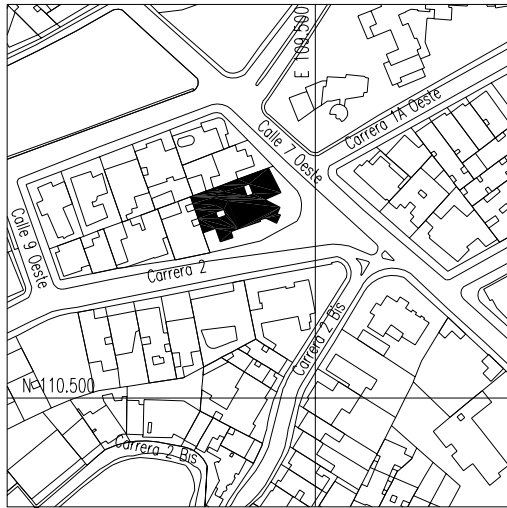 E 109.500
Calle 7 Oeste
Carrera 1A Oeste
Calle 9 Oeste
Carrera 2
Carrera 2 Bis
N 110.500
Carrera 2 Bis